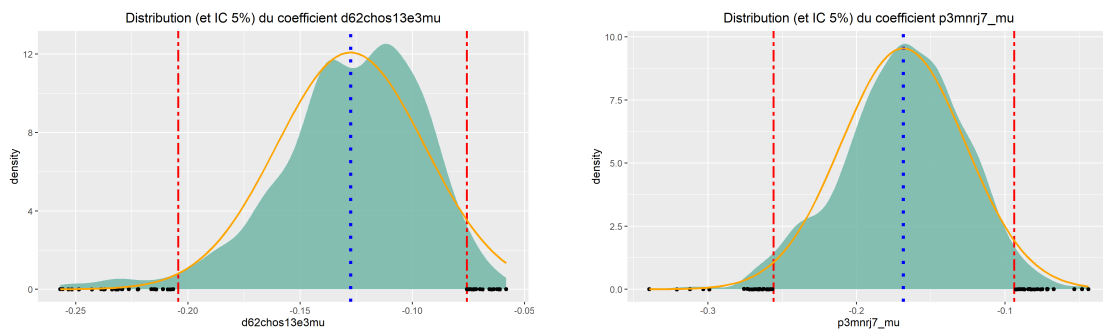 Distribution (et IC 5%) du coefficient d62chos13e3mu
density
12
8
4
0
-0.25
-0.20
-0.15
-0.10
-0.05
d62chos13e3mu
Distribution (et IC 5%) du coefficient p3mnrj7_mu
density
10.0
7.5
5.0
2.5
0.0
-0.3
-0.2
-0.1
p3mnrj7_mu